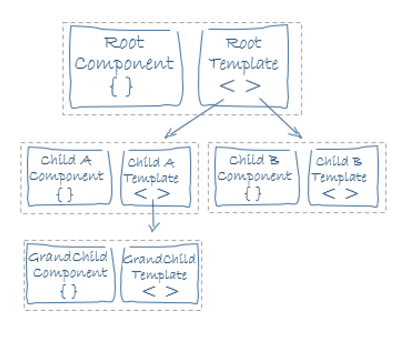 Root
Component
{ }
Root
Template
< >
Child A
Component
{ }
Child A
Template
< >
Child B
Component
{ }
Child B
Template
< >
GrandChild
Component
{ }
GrandChild
Template
< >